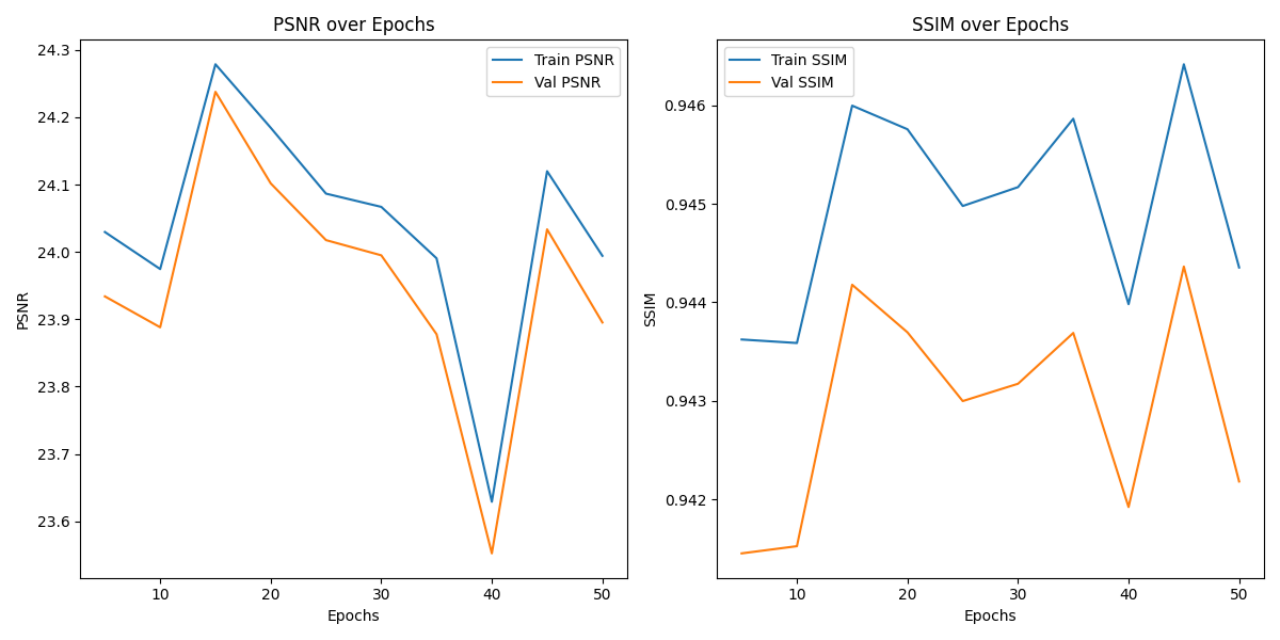 PSNR over Epochs
24.3
24.2
24.1
24.0
23.9
23.8
23.7
23.6
PSNR
Train PSNR
Val PSNR
10
20
30
40
50
Epochs
SSIM over Epochs
0.946
0.945
0.944
0.943
0.942
SSIM
Train SSIM
Val SSIM
10
20
30
40
50
Epochs